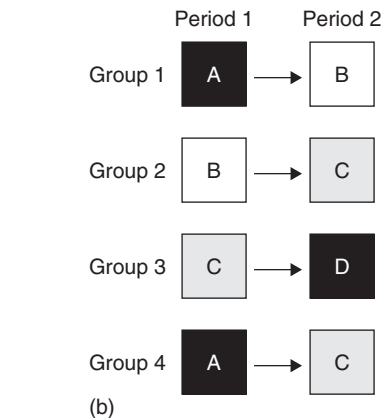 Period 1 Period 2
Group 1 A B
Group 2 B C
Group 3 C D
Group 4 A C
(b)